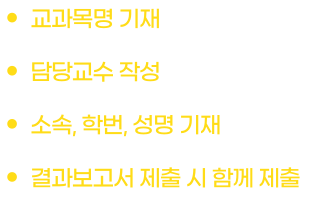 • 교과목명 기재
• 담당교수 작성
• 소속, 학번, 성명 기재
• 결과보고서 제출 시 함께 제출